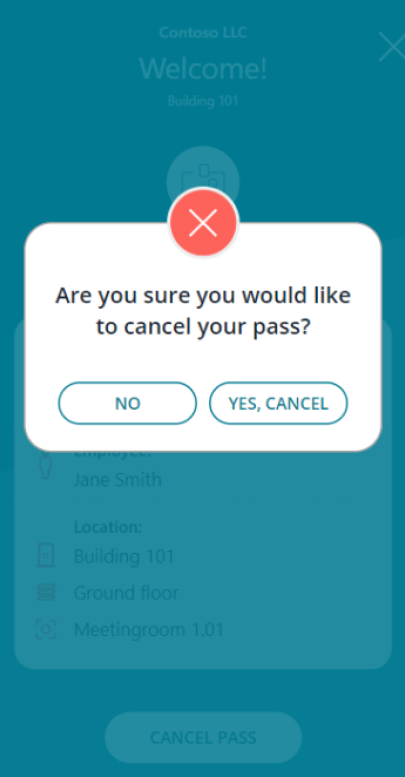 Contoso LLC
Welcome!
Building 101
Are you sure you would like
to cancel your pass?
NO
YES, CANCEL
Employee:
Jane Smith
Location:
Building 101
Ground floor
Meetingroom 1.01
CANCEL PASS